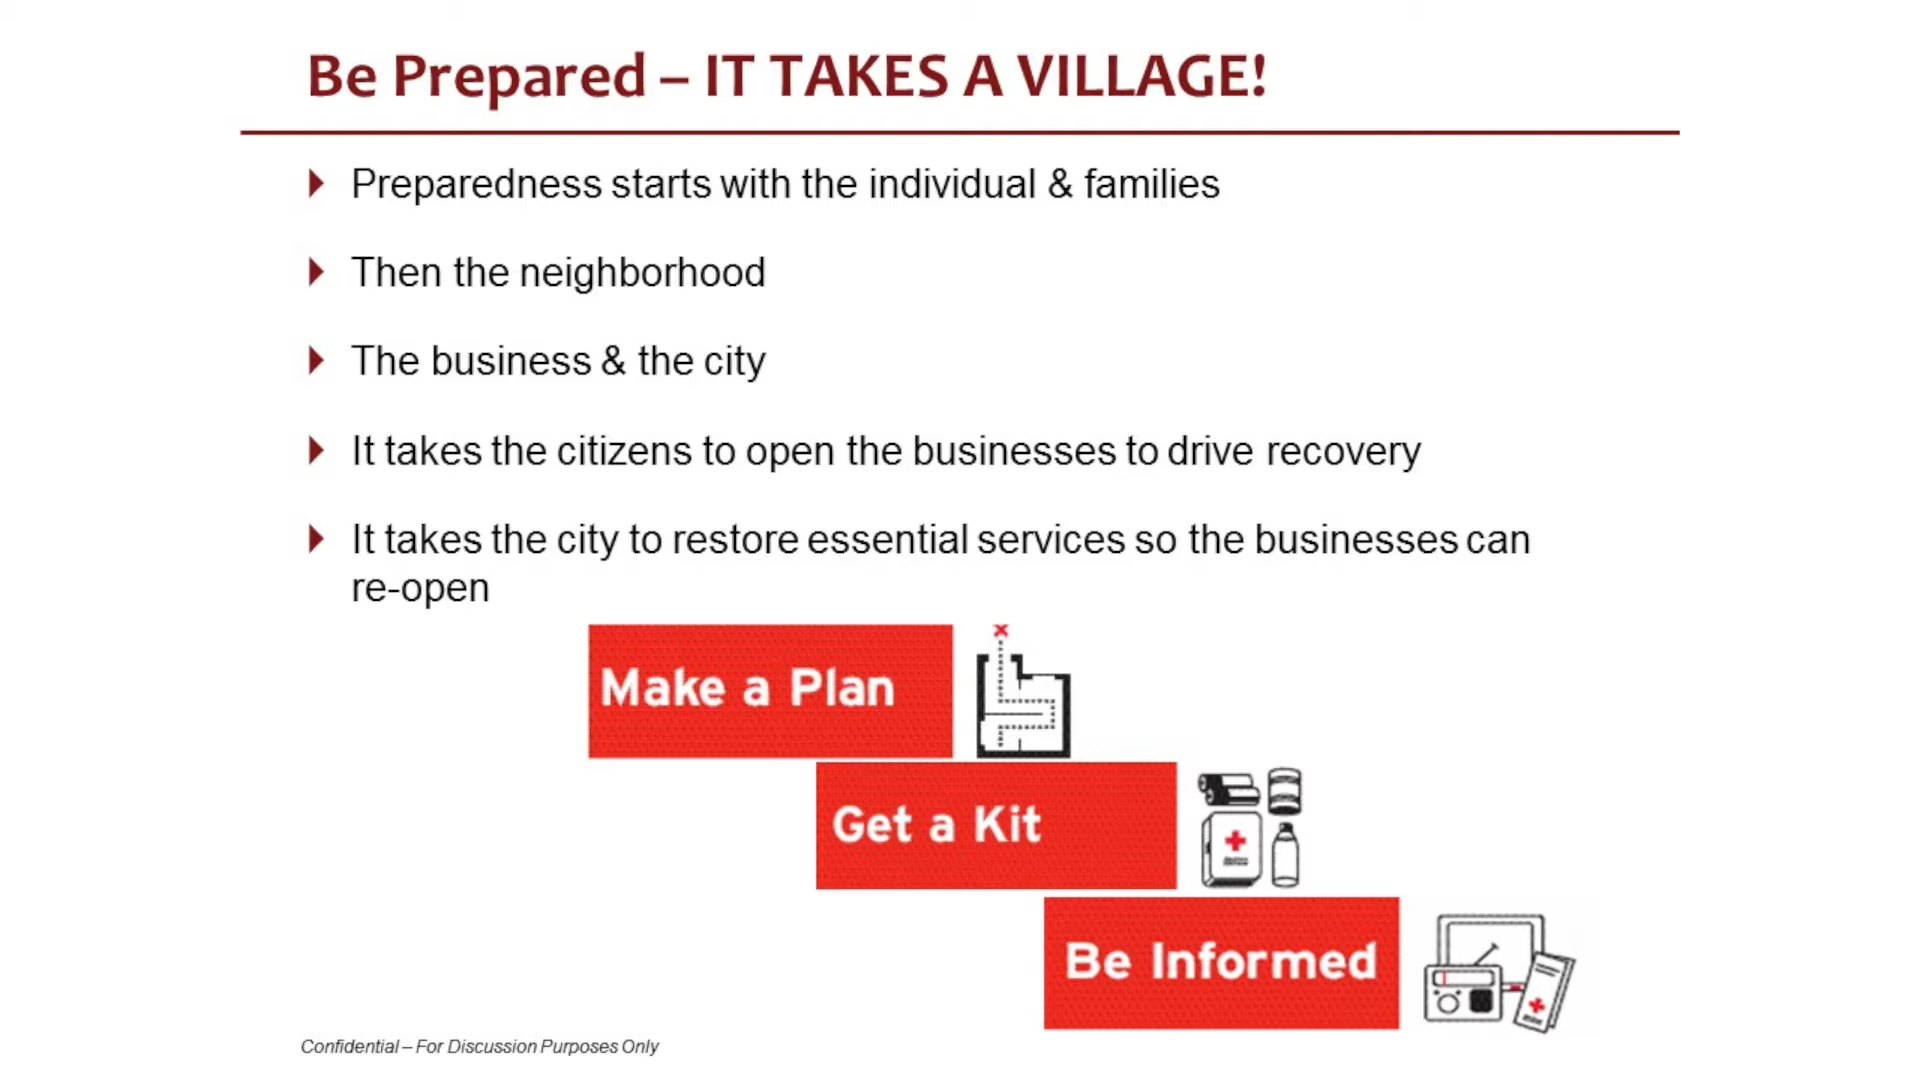 Be Prepared – IT TAKES A VILLAGE!
Preparedness starts with the individual & families
Then the neighborhood
The business & the city
It takes the citizens to open the businesses to drive recovery
It takes the city to restore essential services so the businesses can
re-open
Make a Plan
Get a Kit
Be Informed
Confidential – For Discussion Purposes Only